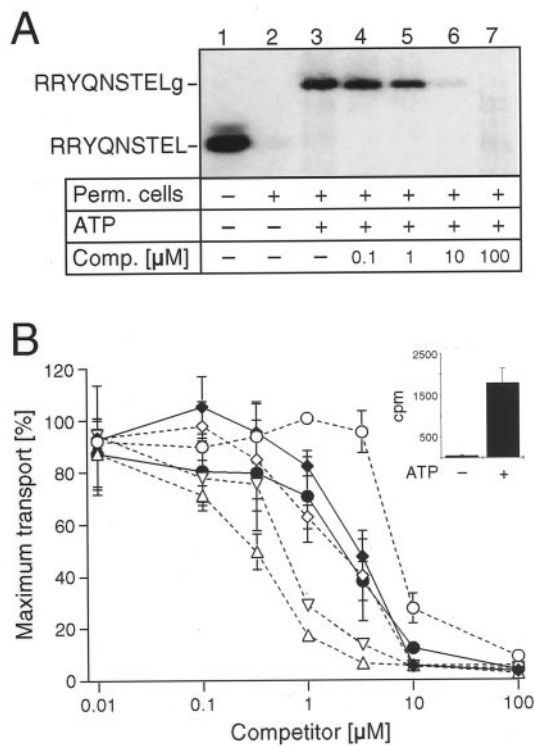 A
1 2 3 4 5 6 7
RRYQNSTELg-
RRYQNSTEL-
Perm. cells − + + + + + +
ATP − − + + + + +
Comp. [µM] − − − 0.1 1 10 100
B
120
100
80
60
40
20
0
Maximum transport [%]
0.01 0.1 1 10 100
Competitor [µM]
2500
1500
500
cpm
ATP − +